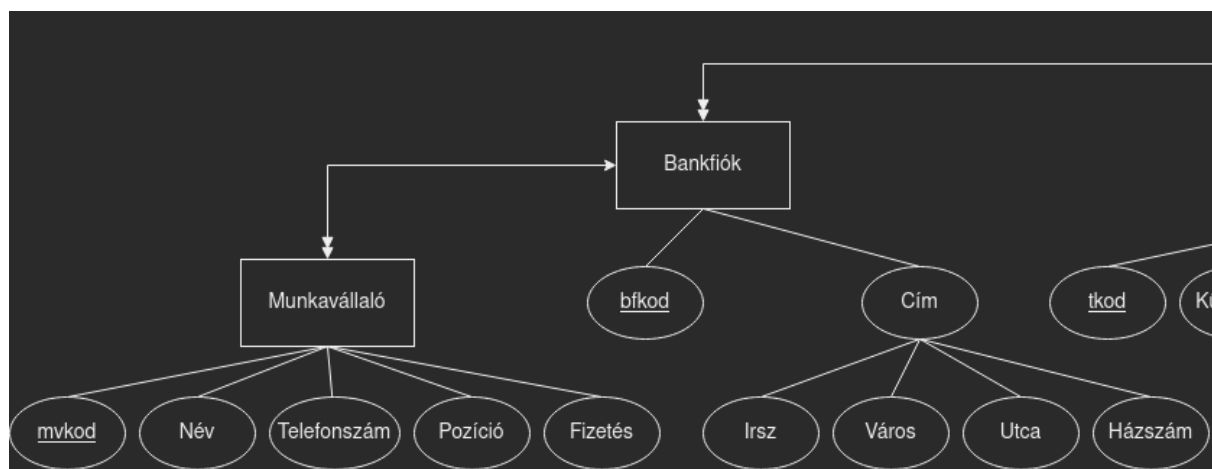 Bankfiók
Munkavállaló
bfkod
Cím
tkod
mvkod
Név
Telefonszám
Pozíció
Fizetés
Irsz
Város
Utca
Házszám